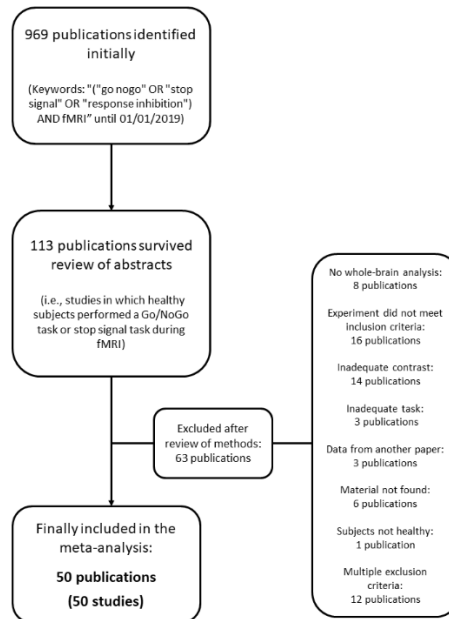 969 publications identified
initially
(Keywords: "("go nogo" OR "stop
signal" OR "response inhibition")
AND fMRI" until 01/01/2019)
113 publications survived
review of abstracts
(i.e., studies in which healthy
subjects performed a Go/NoGo
task or stop signal task during
fMRI)
Excluded after
review of methods:
63 publications
No whole-brain analysis:
8 publications
Experiment did not meet
inclusion criteria:
16 publications
Inadequate contrast:
14 publications
Inadequate task:
3 publications
Data from another paper:
3 publications
Material not found:
6 publications
Subjects not healthy:
1 publication
Multiple exclusion
criteria:
12 publications
Finally included in the
meta-analysis:
50 publications
(50 studies)